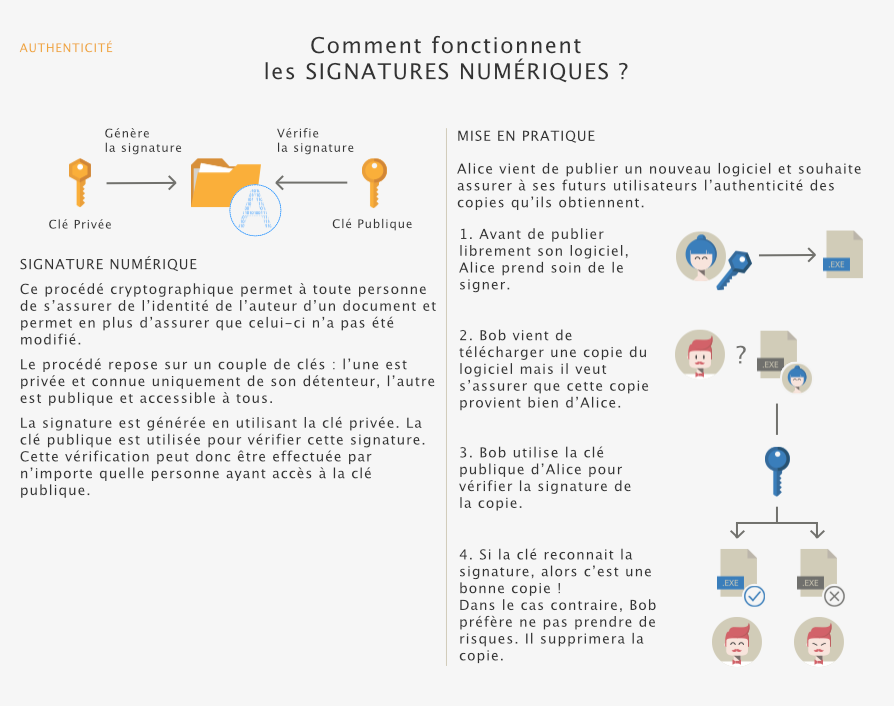 AUTHENTICITÉ
Comment fonctionnent
les SIGNATURES NUMÉRIQUES ?
Génère
la signature
Vérifie
la signature
Clé Privée
Clé Publique
SIGNATURE NUMÉRIQUE
Ce procédé cryptographique permet à toute personne
de s’assurer de l’identité de l’auteur d’un document et
permet en plus d’assurer que celui-ci n’a pas été
modifié.
Le procédé repose sur un couple de clés : l’une est
privée et connue uniquement de son détenteur, l’autre
est publique et accessible à tous.
La signature est générée en utilisant la clé privée. La
clé publique est utilisée pour vérifier cette signature.
Cette vérification peut donc être effectuée par
n’importe quelle personne ayant accès à la clé
publique.
MISE EN PRATIQUE
Alice vient de publier un nouveau logiciel et souhaite
assurer à ses futurs utilisateurs l’authenticité des
copies qu’ils obtiennent.
1. Avant de publier
librement son logiciel,
Alice prend soin de le
signer.
.EXE
2. Bob vient de
télécharger une copie du
logiciel mais il veut
s’assurer que cette copie
provient bien d’Alice.
?
.EXE
3. Bob utilise la clé
publique d’Alice pour
vérifier la signature de
la copie.
4. Si la clé reconnait la
signature, alors c’est une
bonne copie !
Dans le cas contraire, Bob
préfère ne pas prendre de
risques. Il supprimera la
copie.
.EXE
.EXE